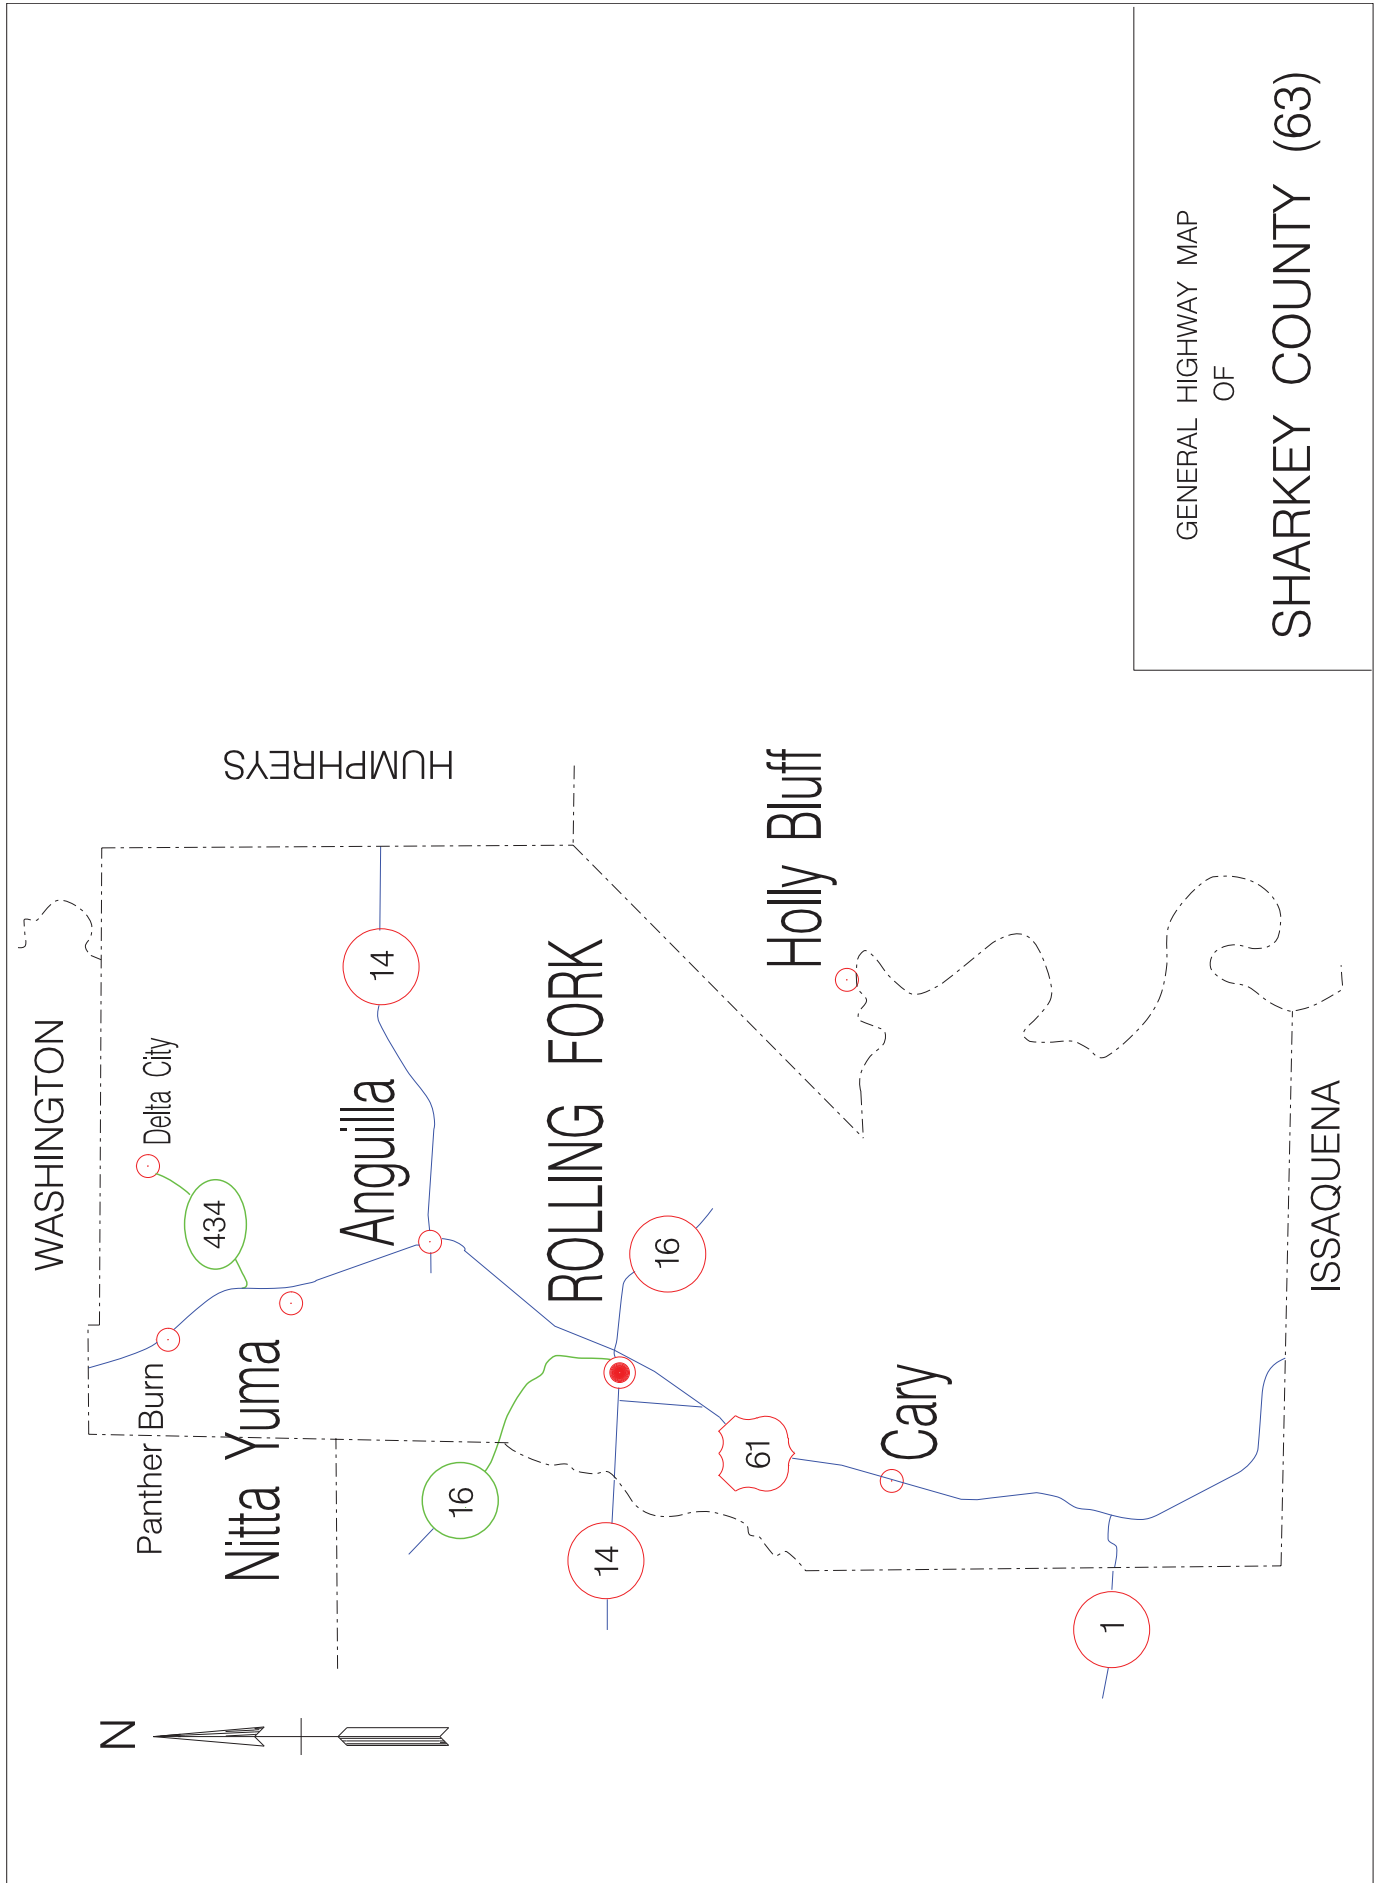 N
WASHINGTON
HUMPHREYS
Delta City
434
Panther Burn
Nitta Yuma
Anguilla
14
16
ROLLING FORK
16
14
61
Holly Bluff
Cary
1
ISSAQUENA
GENERAL HIGHWAY MAP
OF
SHARKEY COUNTY (63)